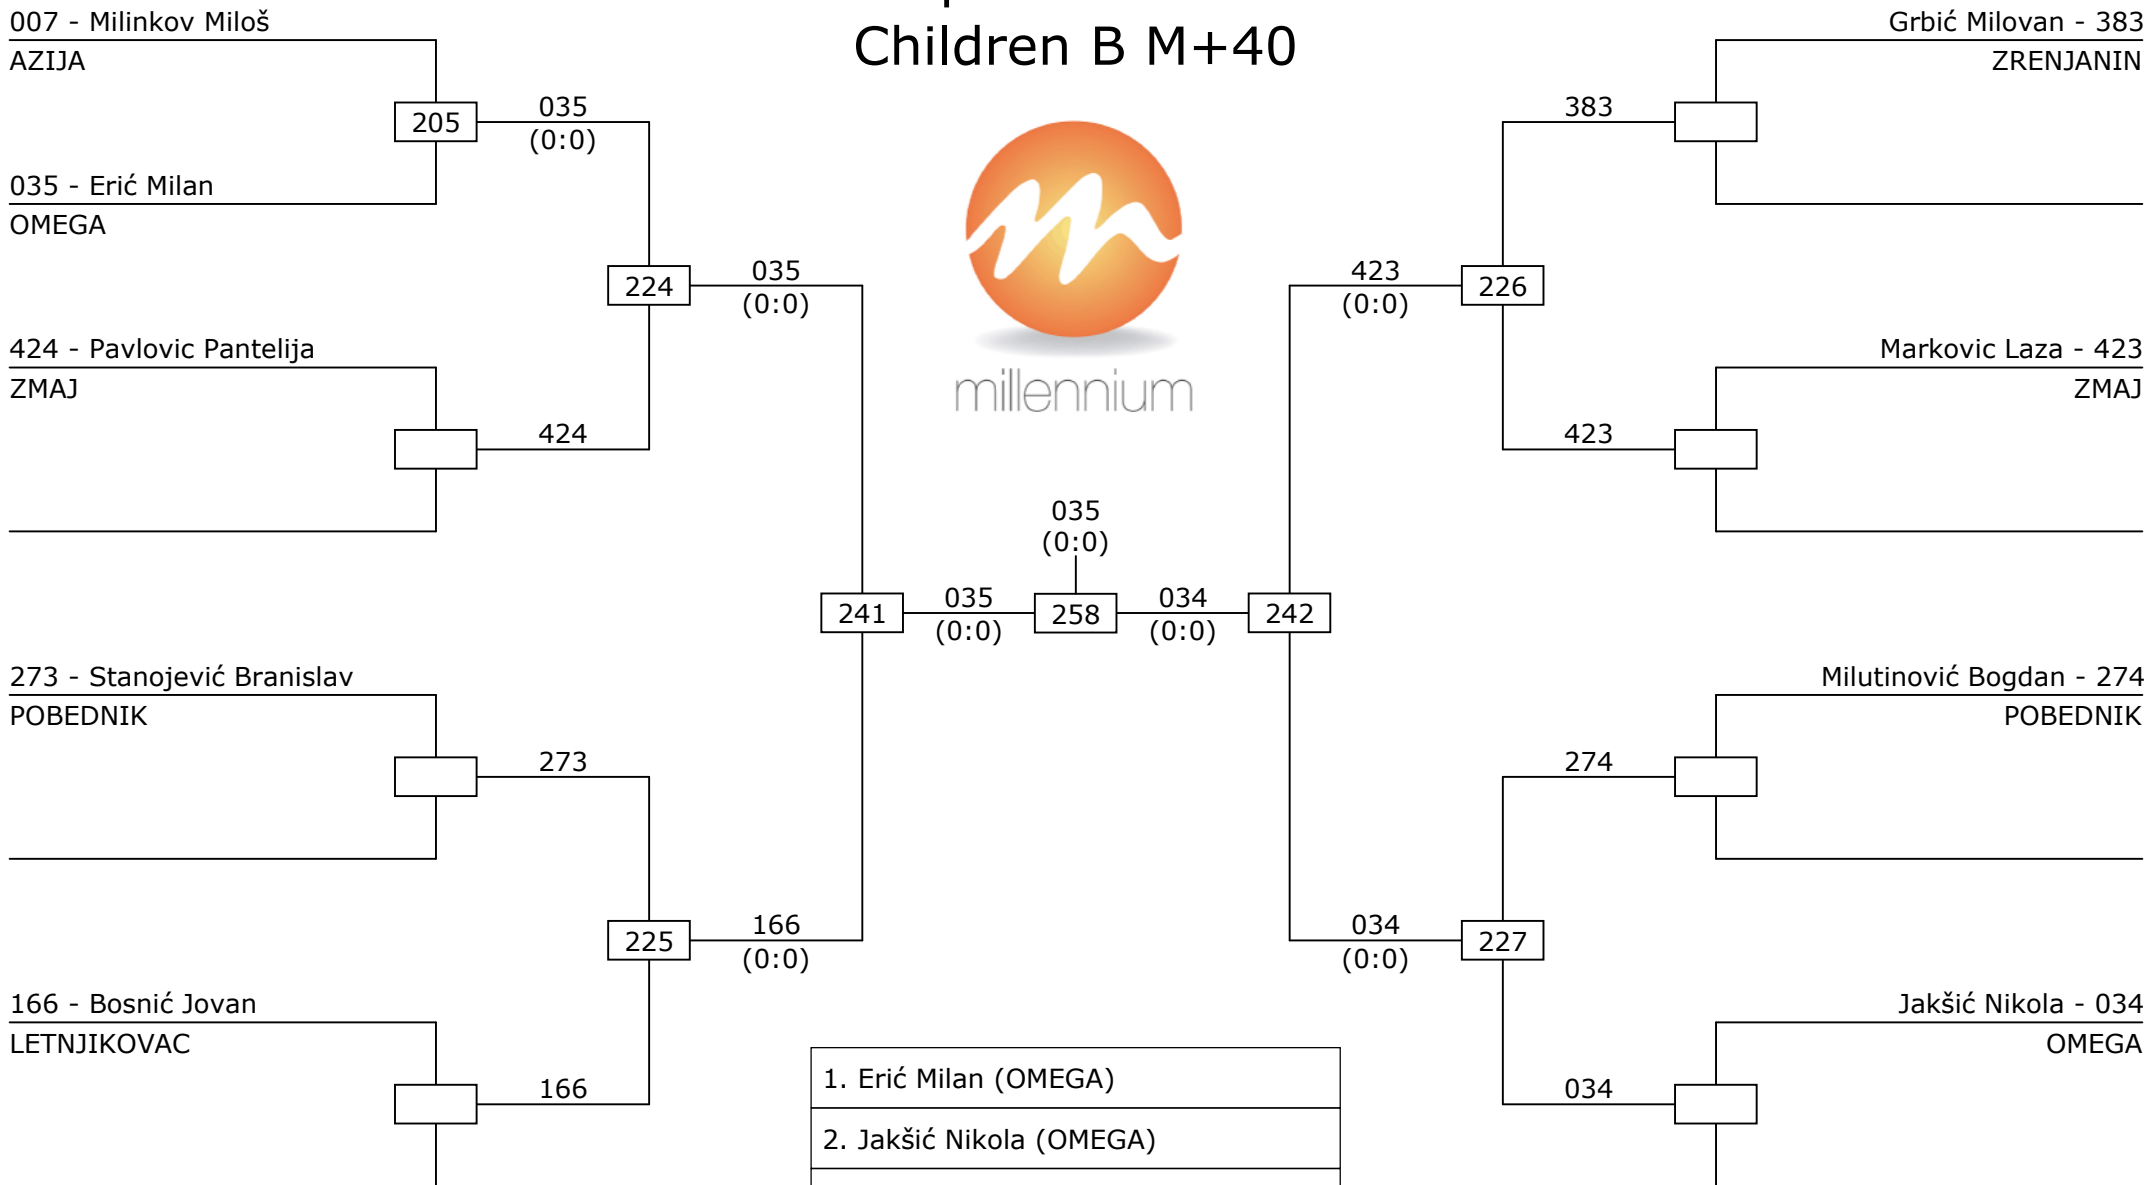 Children B M+40
007 - Milinkov Miloš
AZIJA
205
035
(0:0)
035 - Erić Milan
OMEGA
224
035
(0:0)
424 - Pavlovic Pantelija
ZMAJ
424
273 - Stanojević Branislav
POBEDNIK
273
225
166
(0:0)
166 - Bosnić Jovan
LETNJIKOVAC
166
millennium
035
(0:0)
241
035
(0:0)
258
034
(0:0)
242
Grbić Milovan - 383
ZRENJANIN
383
423
(0:0)
226
Markovic Laza - 423
ZMAJ
423
Milutinović Bogdan - 274
POBEDNIK
274
034
(0:0)
227
Jakšić Nikola - 034
OMEGA
034
1. Erić Milan (OMEGA)
2. Jakšić Nikola (OMEGA)